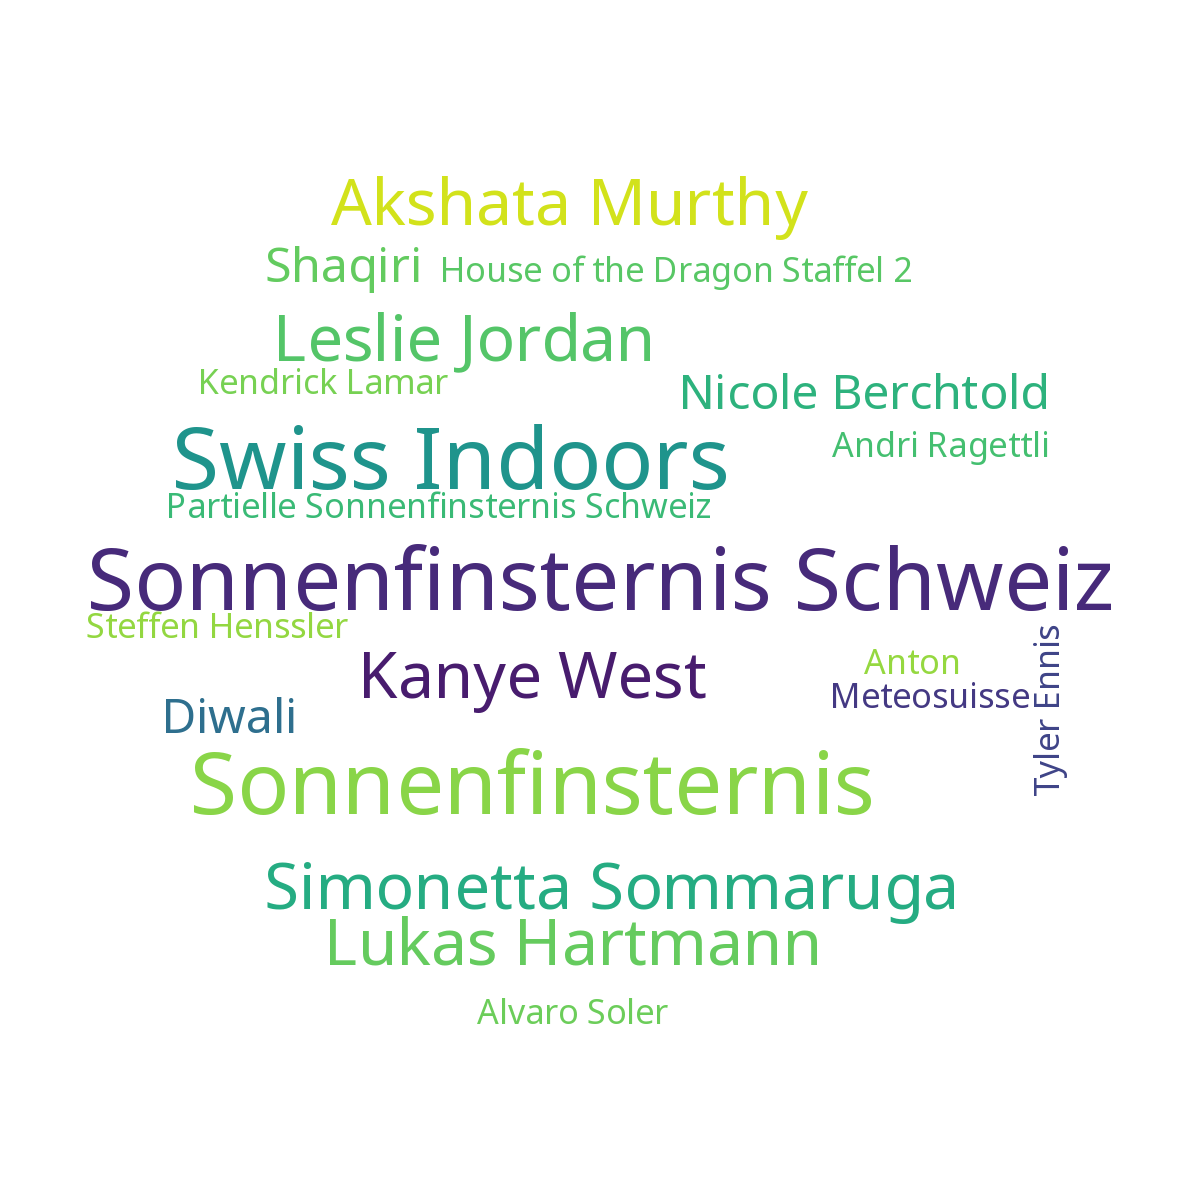 Akshata Murthy
Shaqiri
House of the Dragon Staffel 2
Leslie Jordan
Kendrick Lamar
Nicole Berchtold
Swiss Indoors
Andri Ragettli
Partielle Sonnenfinsternis Schweiz
Sonnenfinsternis Schweiz
Steffen Henssler
Kanye West
Anton
Meteosuisse
Tyler Ennis
Diwali
Sonnenfinsternis
Simonetta Sommaruga
Lukas Hartmann
Alvaro Soler